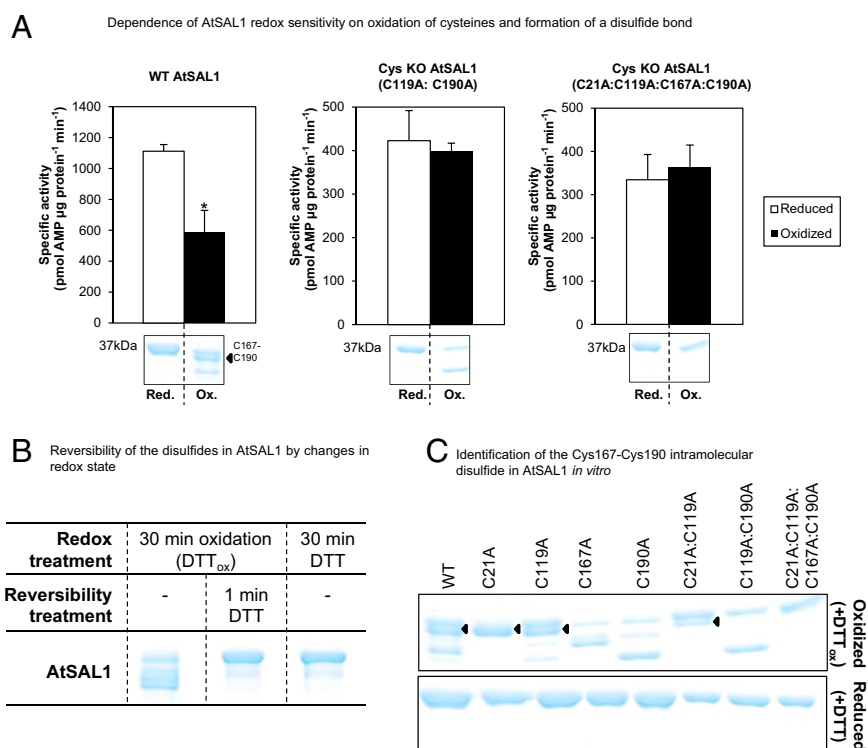 A
Dependence of AtSAL1 redox sensitivity on oxidation of cysteines and formation of a disulfide bond
WT AtSAL1
Specific activity
(pmol AMP µg protein-1 min-1)
1400
1200
1000
800
600
400
200
0
*
37kDa
C167-
C190
Red.
Ox.
Cys KO AtSAL1
(C119A: C190A)
Specific activity
(pmol AMP µg protein-1 min-1)
500
400
300
200
100
0
37kDa
Red.
Ox.
Cys KO AtSAL1
(C21A:C119A:C167A:C190A)
Specific activity
(pmol AMP µg protein-1 min-1)
500
400
300
200
100
0
37kDa
Red.
Ox.
Reduced
Oxidized
B
Reversibility of the disulfides in AtSAL1 by changes in
redox state
Redox
treatment
30 min oxidation
(DTTox)
30 min
DTT
Reversibility
treatment
-
1 min
DTT
-
AtSAL1
C
Identification of the Cys167-Cys190 intramolecular
disulfide in AtSAL1 in vitro
WT
C21A
C119A
C167A
C190A
C21A:C119A
C119A:C190A
C21A:C119A:
C167A:C190A
Oxidized
(+DTTox)
Reduced
(+DTT)